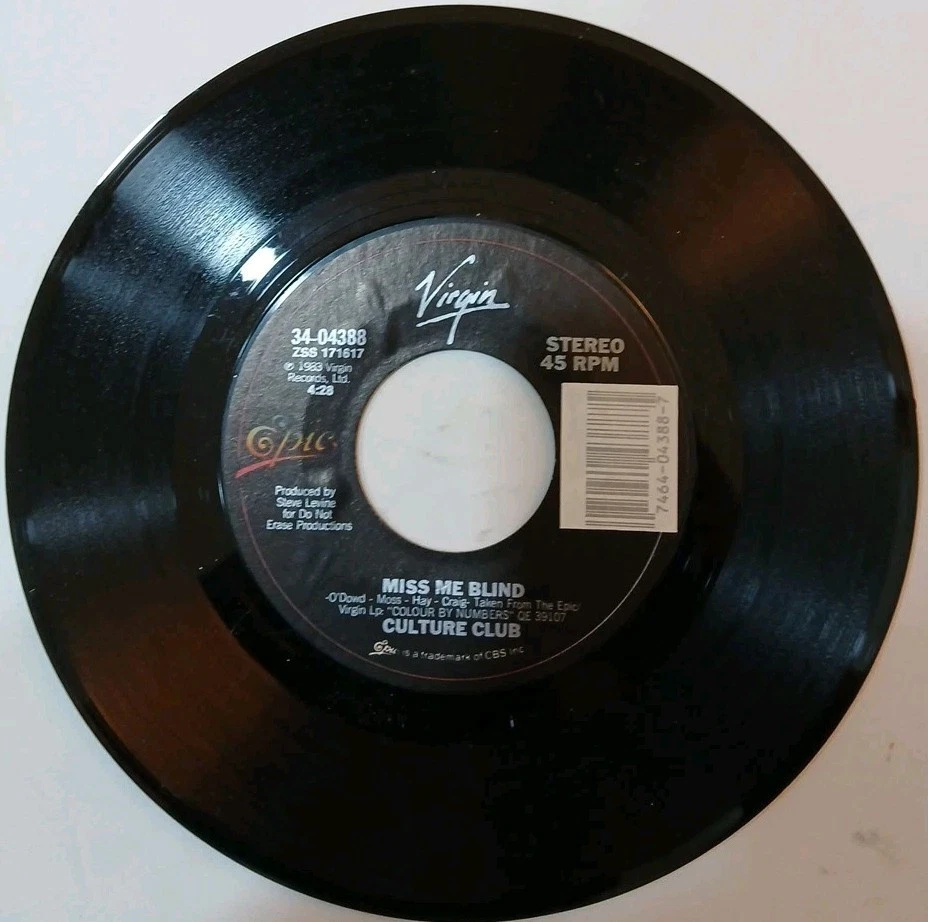 Virgin
34-04388
ZSS 171617
℗ 1983 Virgin
Records, Ltd.
4:28
STEREO
45 RPM
7464-04388-7
Epic
Produced by
Steve Levine
for Do Not
Erase Productions
MISS ME BLIND
-O'Dowd - Moss - Hay - Craig- Taken From The Epic/
Virgin Lp: "COLOUR BY NUMBERS" QE 39107
CULTURE CLUB
Epic is a trademark of CBS Inc.